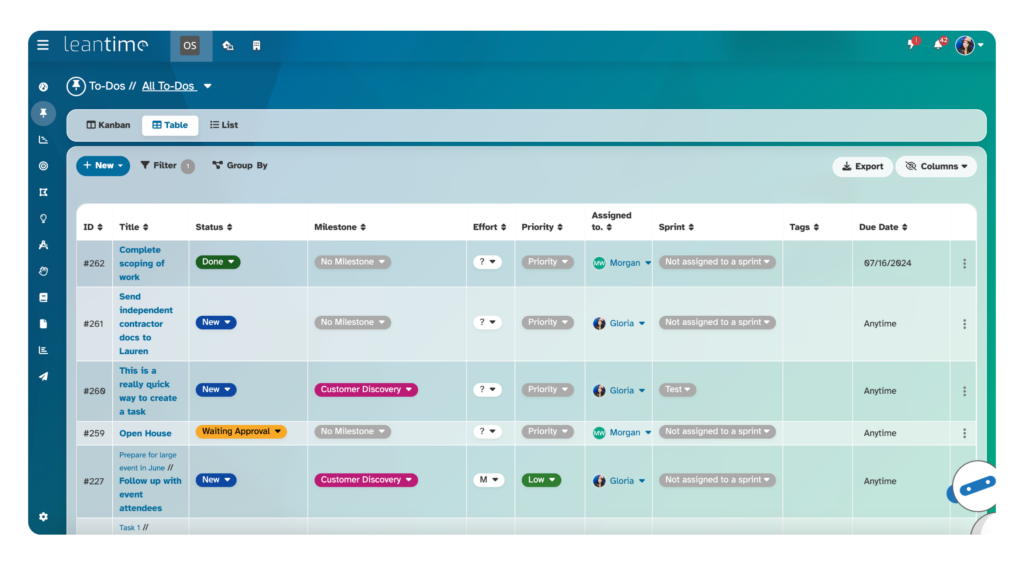 leantime OS 1 42
To-Dos // All To-Dos
Kanban Table List
+ New Filter 1 Group By Export Columns
Assigned
ID Title Status Milestone Effort Priority to. Sprint Tags Due Date
Complete
#262 scoping of Done No Milestone ? Priority MW Morgan Not assigned to a sprint 07/16/2024
work
Send
independent
#261 contractor New No Milestone ? Priority Gloria Not assigned to a sprint Anytime
docs to
Lauren
This is a
really quick
#260 way to create New Customer Discovery ? Priority Gloria Test Anytime
a task
#259 Open House Waiting Approval No Milestone ? Priority MW Morgan Not assigned to a sprint Anytime
Prepare for large
event in June //
#227 Follow up with New Customer Discovery M Low Gloria Not assigned to a sprint Anytime
event
attendees
Task 1 //